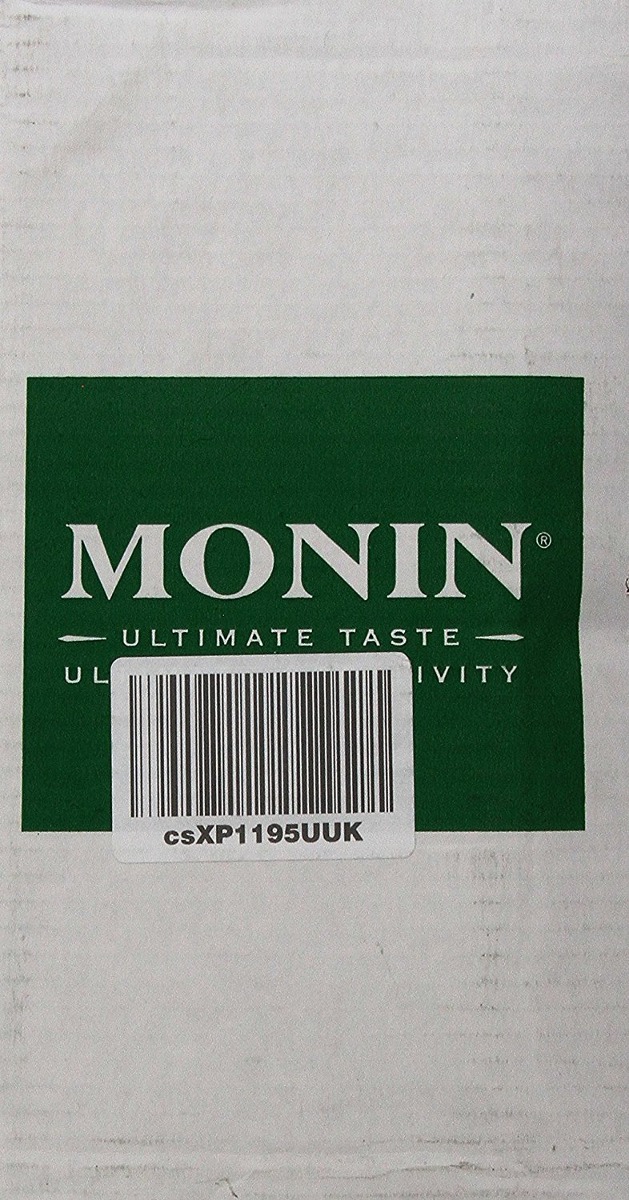 MONIN®
ULTIMATE TASTE
csXP1195UUK